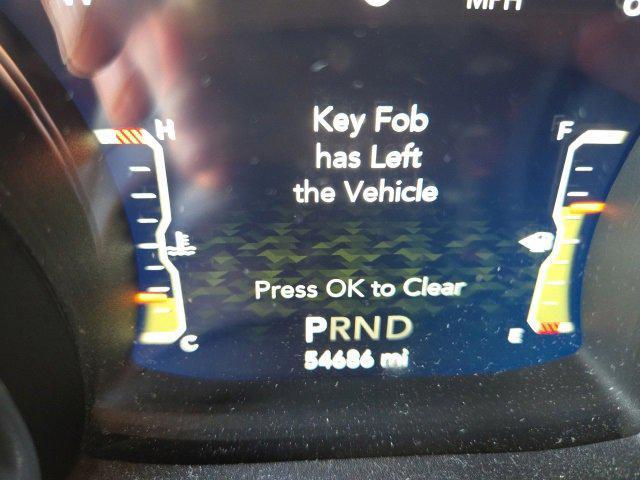 MPH
H
Key Fob
F
has Left
the Vehicle
Press OK to Clear
PRND
C
E
54686 mi